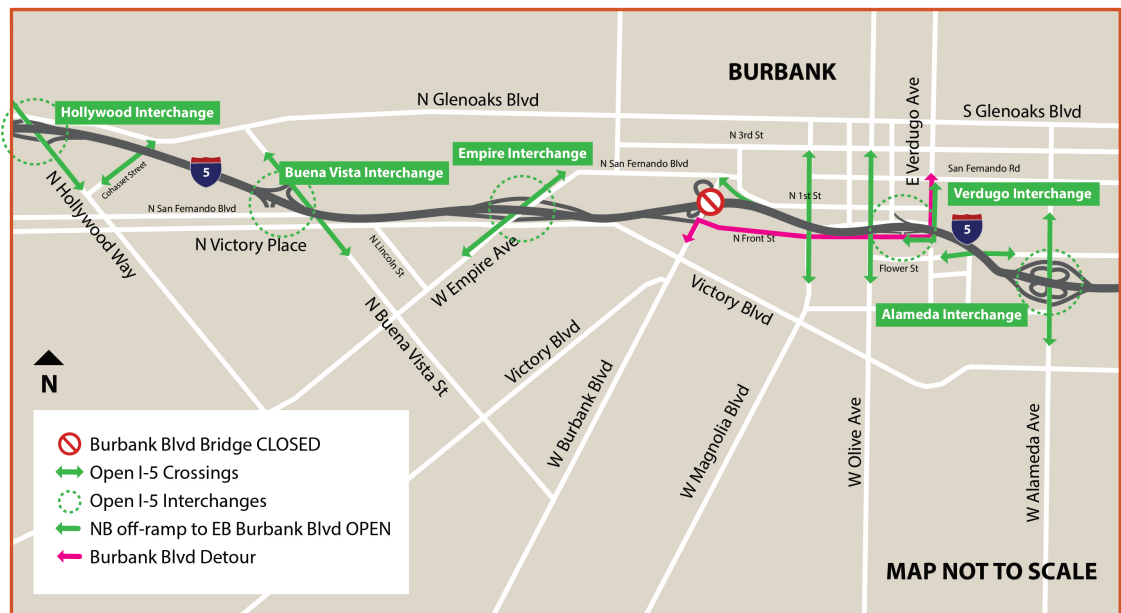 BURBANK
N Glenoaks Blvd
S Glenoaks Blvd
Hollywood Interchange
N 3rd St
E Verdugo Ave
Empire Interchange
N San Fernando Blvd
San Fernando Rd
Cohasset Street
5
Buena Vista Interchange
Verdugo Interchange
N 1st St
N Hollywood Way
N San Fernando Blvd
N Victory Place
N Lincoln St
W Empire Ave
N Front St
5
Flower St
Victory Blvd
Alameda Interchange
N Buena Vista St
Victory Blvd
W Burbank Blvd
W Magnolia Blvd
W Olive Ave
W Alameda Ave
N
Burbank Blvd Bridge CLOSED
Open I-5 Crossings
Open I-5 Interchanges
NB off-ramp to EB Burbank Blvd OPEN
Burbank Blvd Detour
MAP NOT TO SCALE